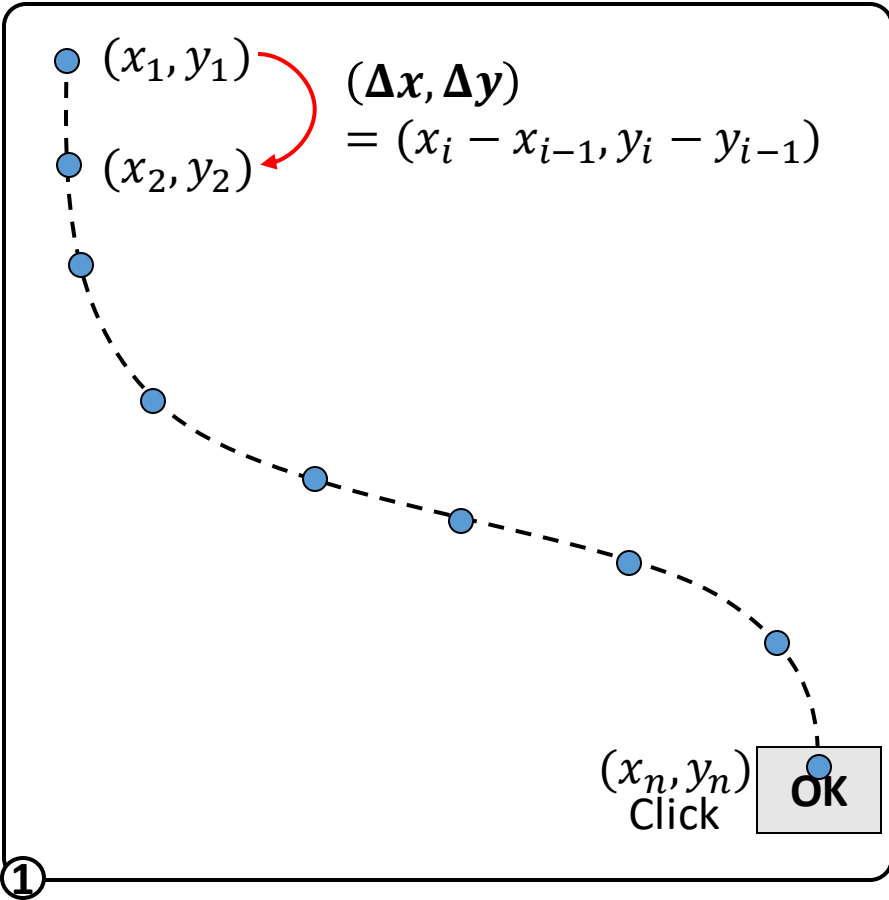 (x₁, y₁)
(Δx, Δy)
= (xᵢ − xᵢ₋₁, yᵢ − yᵢ₋₁)
(x₂, y₂)
(xₙ, yₙ)
Click
OK
1